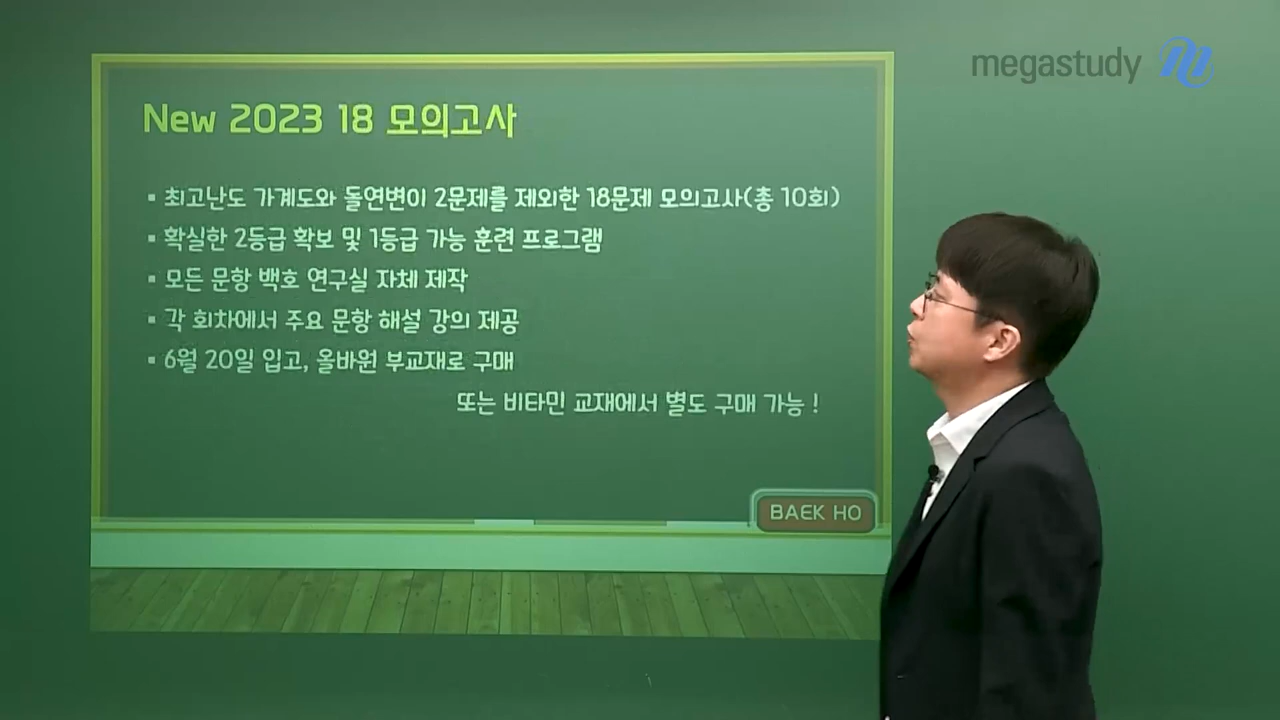 megastudy
New 2023 18 모의고사
▪ 최고난도 가계도와 돌연변이 2문제를 제외한 18문제 모의고사(총 10회)
▪ 확실한 2등급 확보 및 1등급 가능 훈련 프로그램
▪ 모든 문항 백호 연구실 자체 제작
▪ 각 회차에서 주요 문항 해설 강의 제공
▪ 6월 20일 입고, 올바원 부교재로 구매
또는 비타민 교재에서 별도 구매 가능 !
BAEK HO